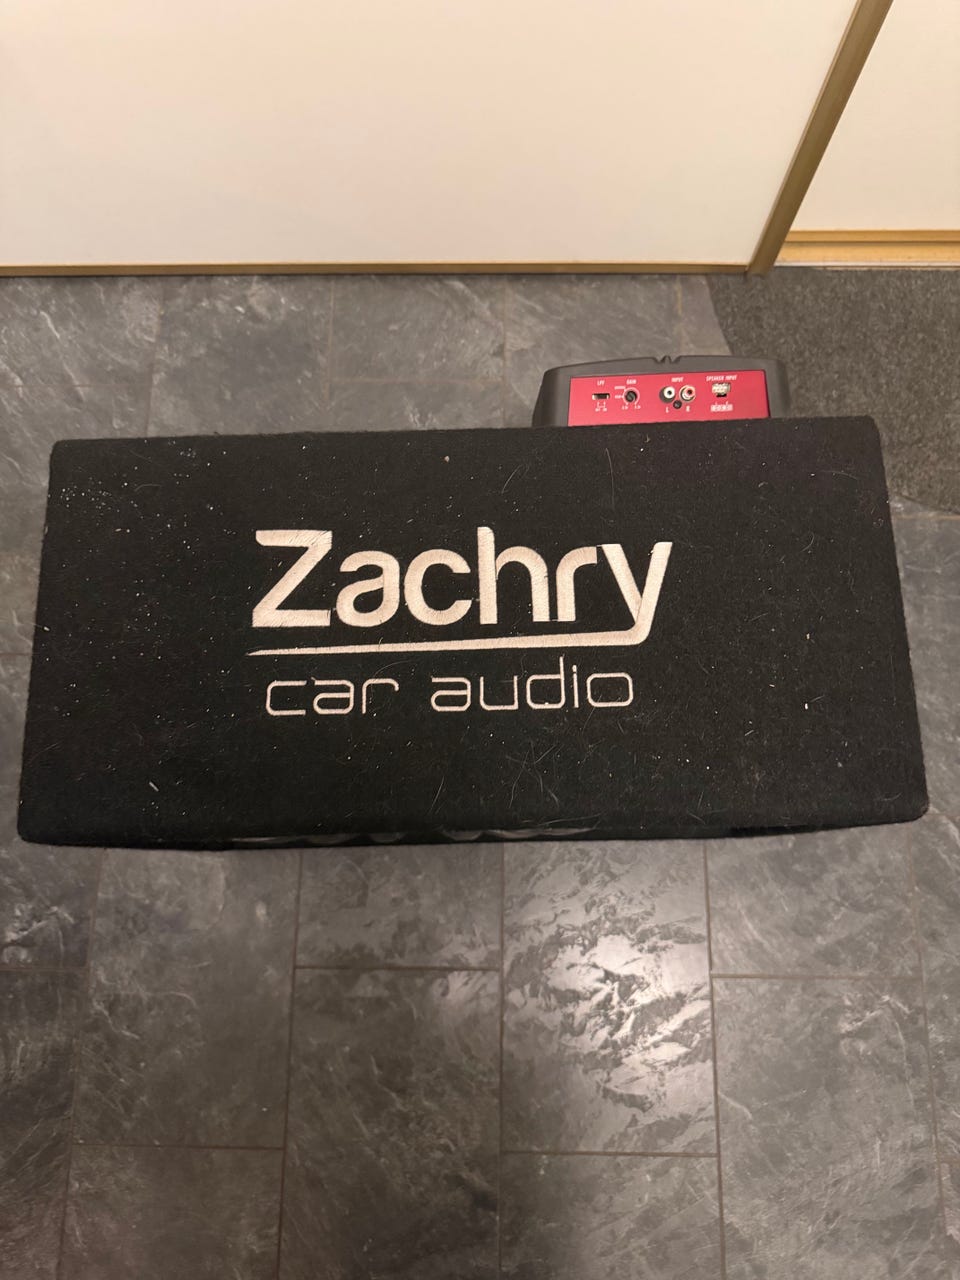 LPF
GAIN
INPUT
SPEAKER INPUT
L
R
Zachry
car audio